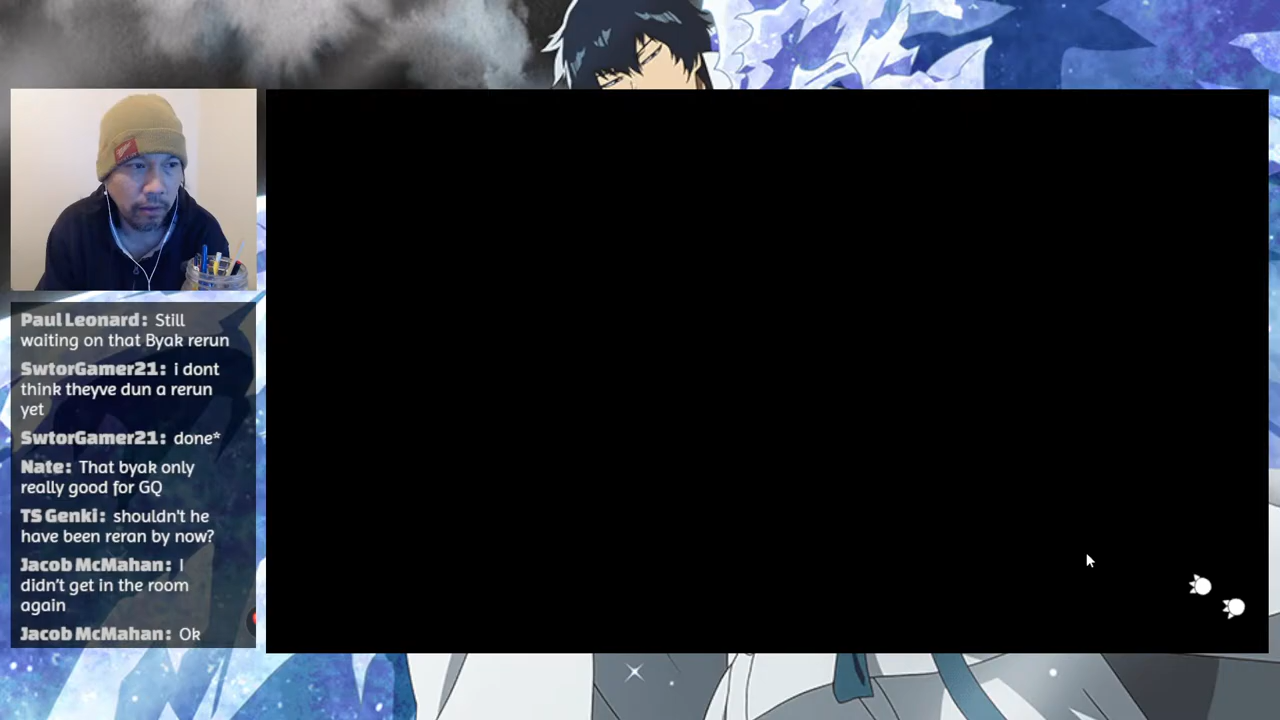 Paul Leonard: Still
waiting on that Byak rerun
SwtorGamer21: i dont
think theyve dun a rerun
yet
SwtorGamer21: done*
Nate: That byak only
really good for GQ
TS Genki: shouldn't he
have been reran by now?
Jacob McMahan: I
didn't get in the room
again
Jacob McMahan: Ok